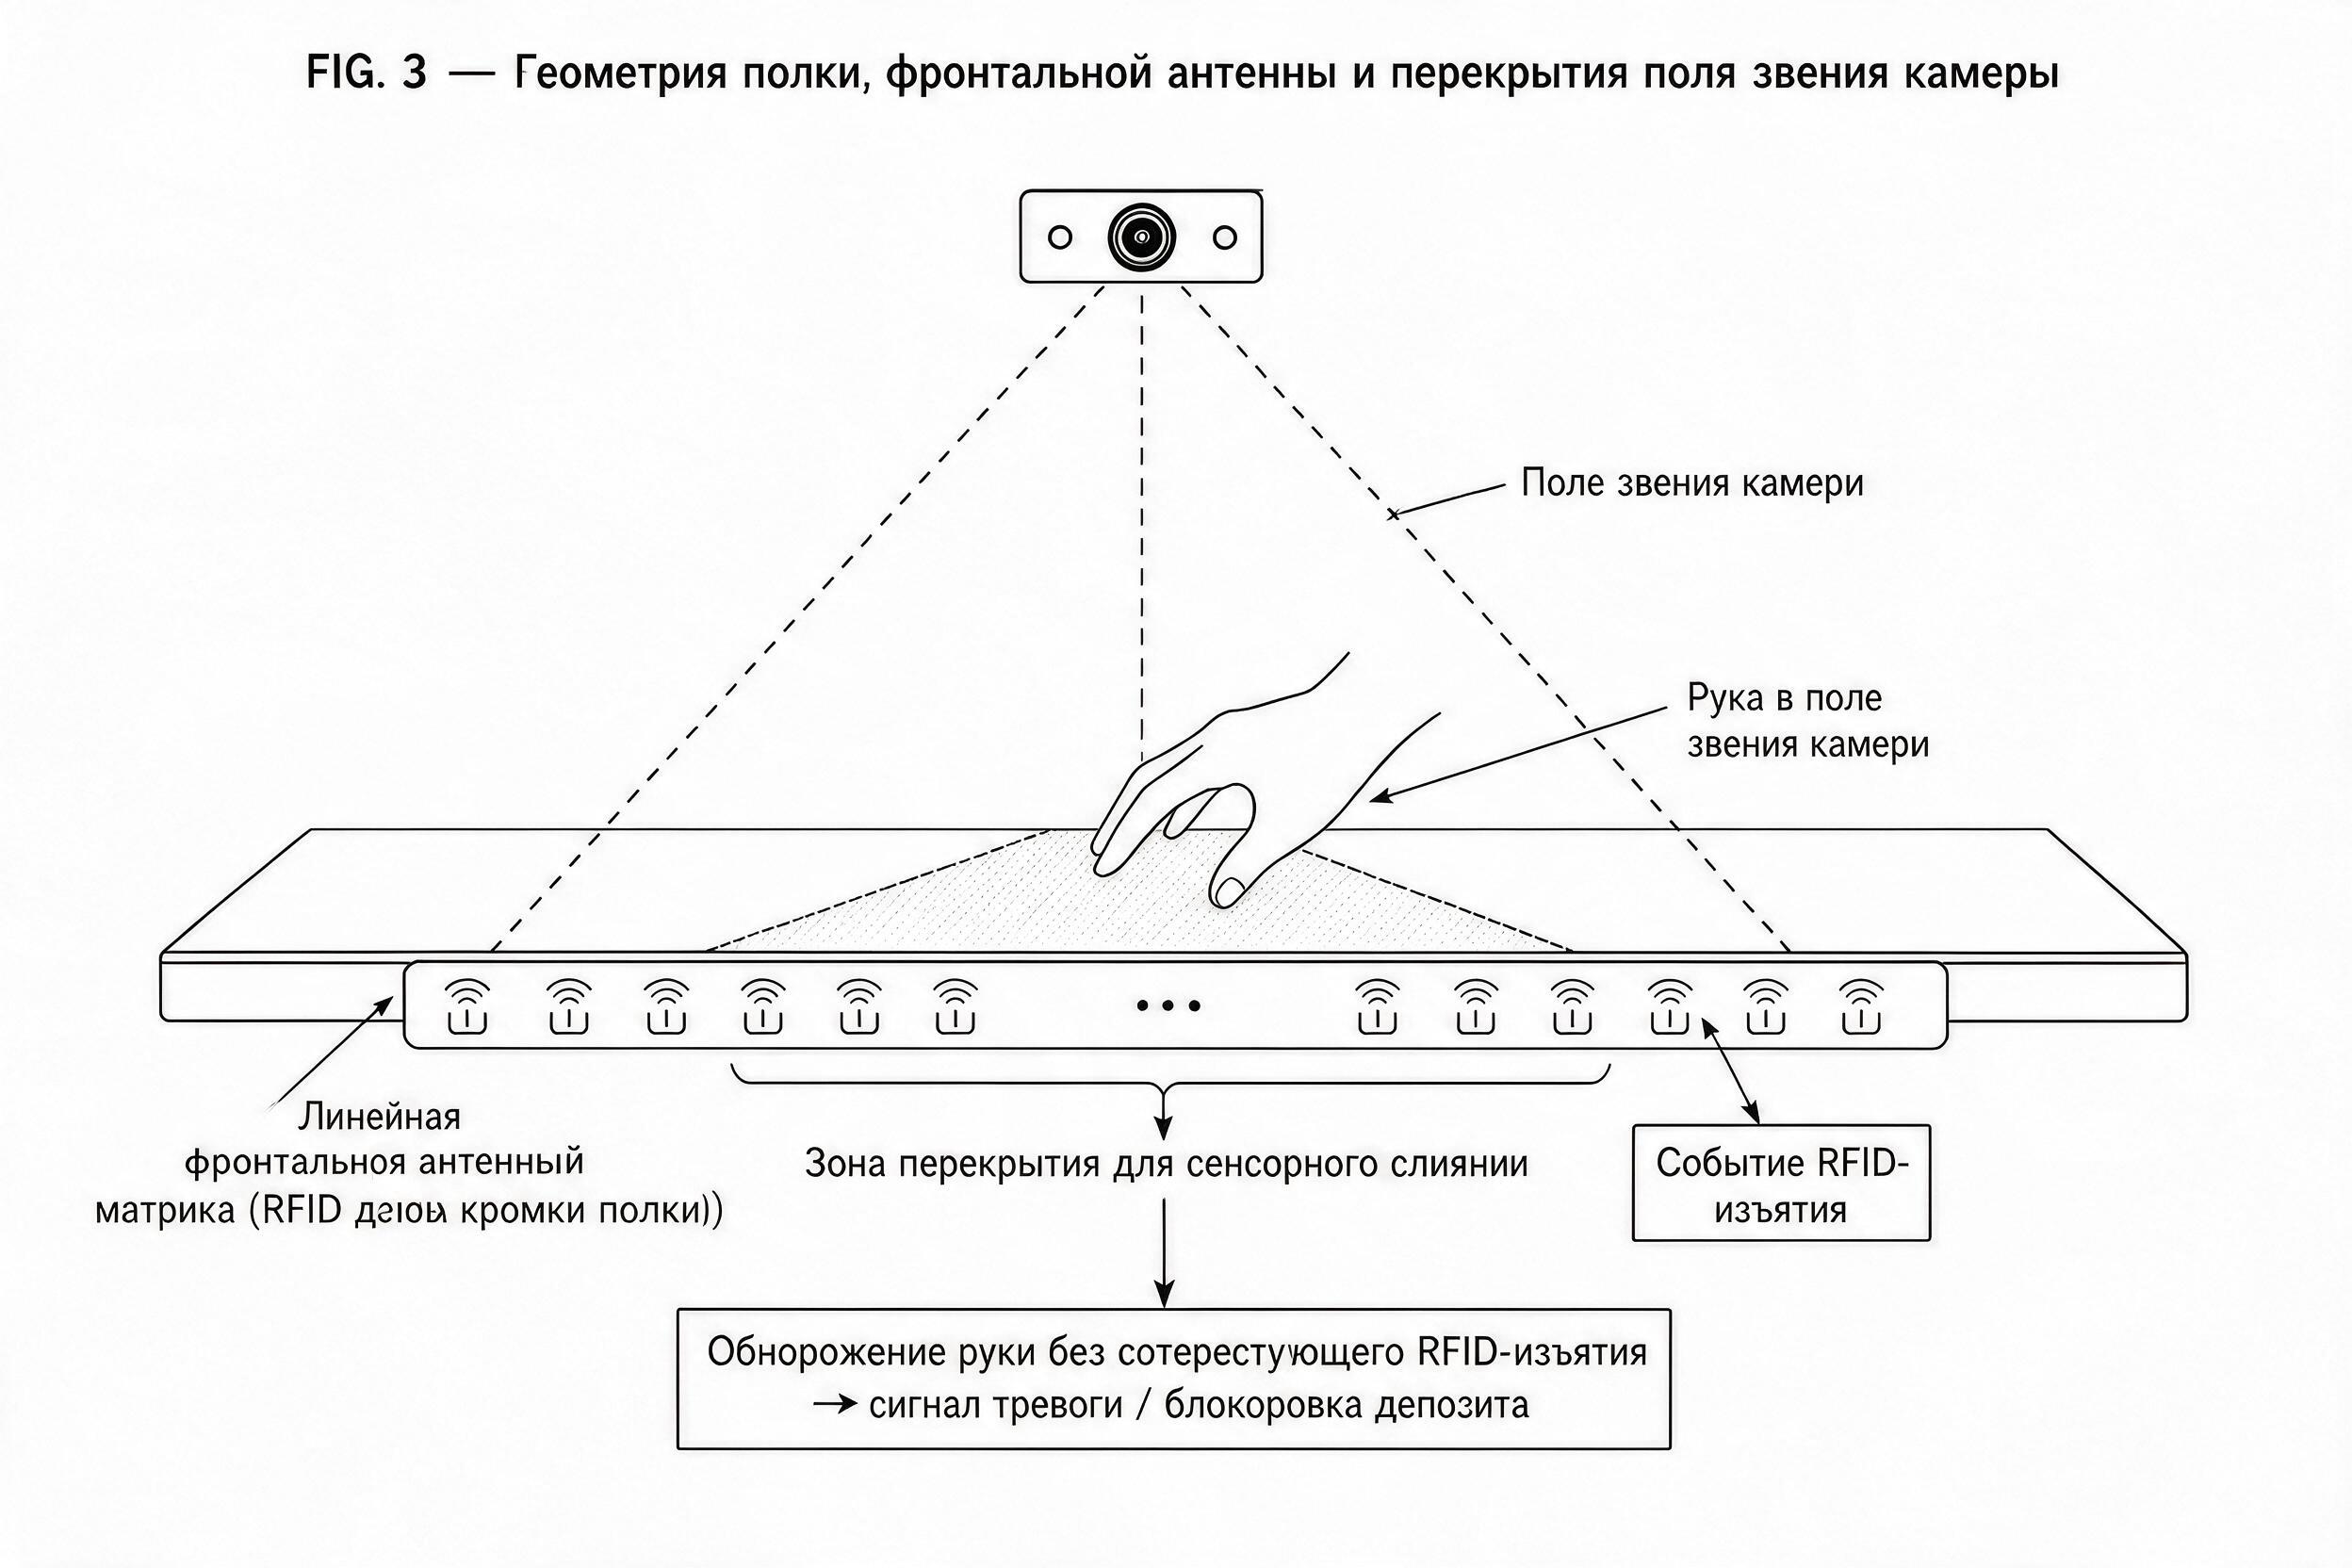 FIG. 3 — Геометрия полки, фронтальной антенны и перекрытия поля звения камеры
Поле звения камери
Рука в поле
звения камери
Линейная
фронтальноя антенный
матрика (RFID кромки полки))
Зона перекрытия для сенсорного слиянии
Событие RFID-
изъятия
Обнорожение руки без сотерестующего RFID-изъятия
→ сигнал тревоги / блокоровка депозита